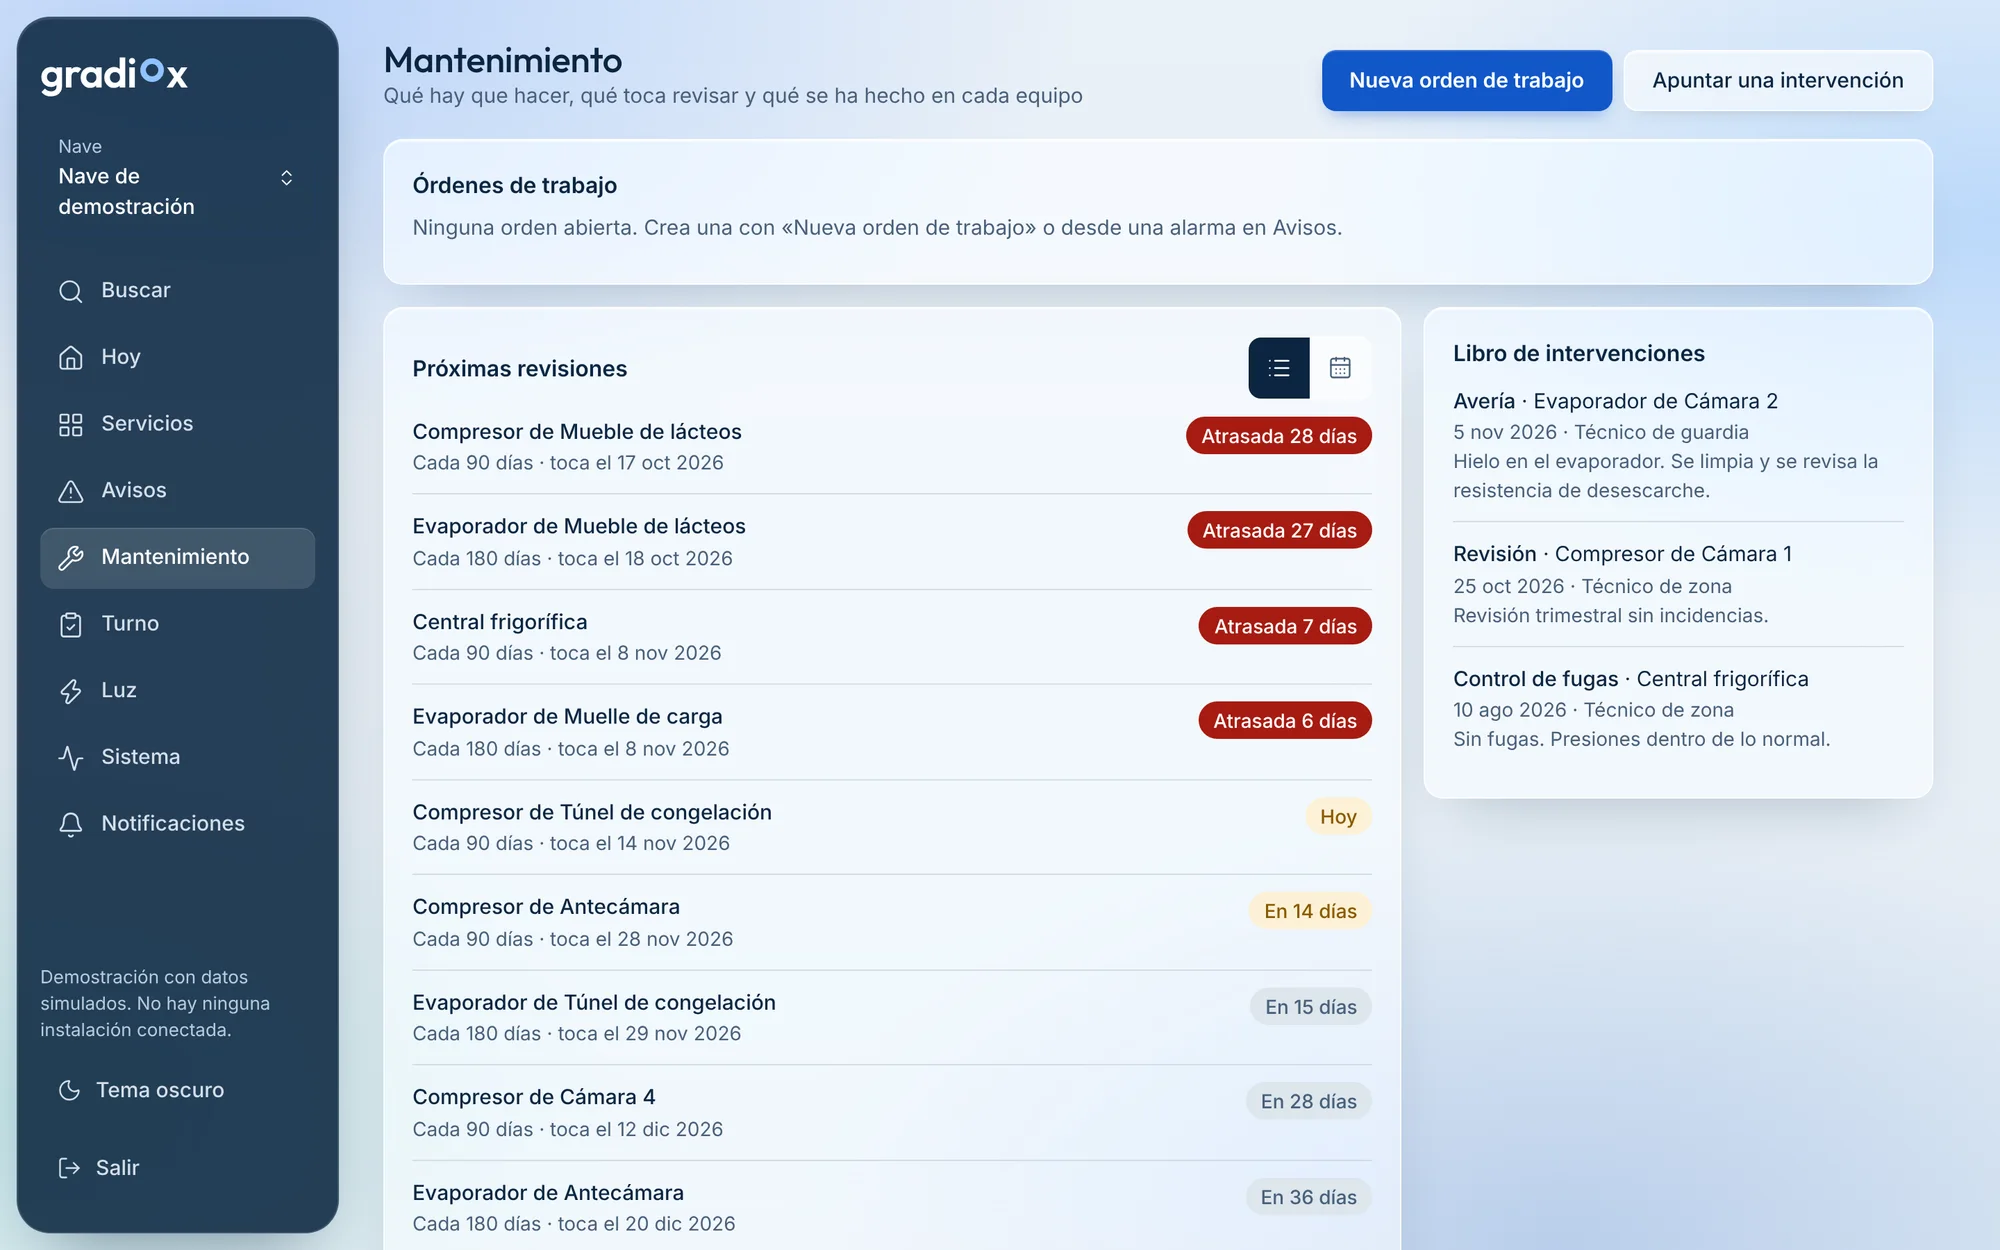 gradiox
Nave
Nave de
demostración
Buscar
Hoy
Servicios
Avisos
Mantenimiento
Turno
Luz
Sistema
Notificaciones
Demostración con datos
simulados. No hay ninguna
instalación conectada.
Tema oscuro
Salir
Mantenimiento
Qué hay que hacer, qué toca revisar y qué se ha hecho en cada equipo
Nueva orden de trabajo
Apuntar una intervención
Órdenes de trabajo
Ninguna orden abierta. Crea una con «Nueva orden de trabajo» o desde una alarma en Avisos.
Próximas revisiones
Compresor de Mueble de lácteos
Atrasada 28 días
Cada 90 días · toca el 17 oct 2026
Evaporador de Mueble de lácteos
Atrasada 27 días
Cada 180 días · toca el 18 oct 2026
Central frigorífica
Atrasada 7 días
Cada 90 días · toca el 8 nov 2026
Evaporador de Muelle de carga
Atrasada 6 días
Cada 180 días · toca el 8 nov 2026
Compresor de Túnel de congelación
Hoy
Cada 90 días · toca el 14 nov 2026
Compresor de Antecámara
En 14 días
Cada 90 días · toca el 28 nov 2026
Evaporador de Túnel de congelación
En 15 días
Cada 180 días · toca el 29 nov 2026
Compresor de Cámara 4
En 28 días
Cada 90 días · toca el 12 dic 2026
Evaporador de Antecámara
En 36 días
Cada 180 días · toca el 20 dic 2026
Libro de intervenciones
Avería · Evaporador de Cámara 2
5 nov 2026 · Técnico de guardia
Hielo en el evaporador. Se limpia y se revisa la
resistencia de desescarche.
Revisión · Compresor de Cámara 1
25 oct 2026 · Técnico de zona
Revisión trimestral sin incidencias.
Control de fugas · Central frigorífica
10 ago 2026 · Técnico de zona
Sin fugas. Presiones dentro de lo normal.